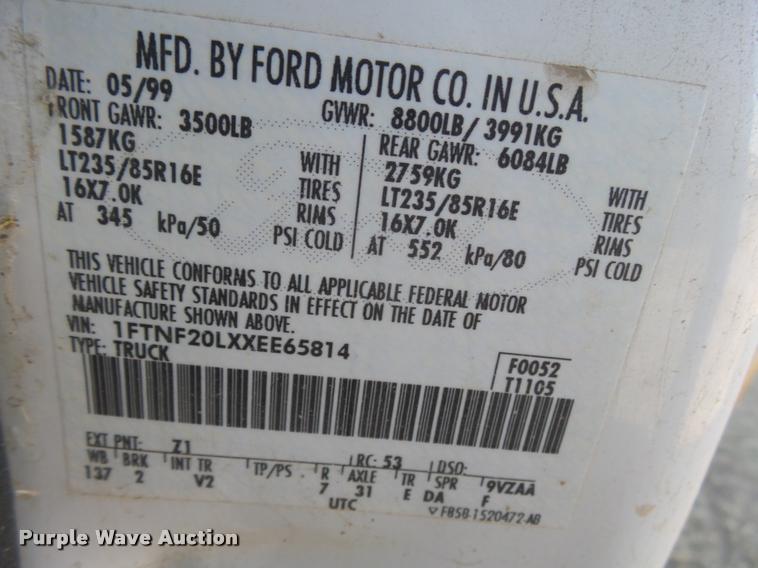 MFD. BY FORD MOTOR CO. IN U.S.A.
DATE: 05/99 GVWR: 8800LB/ 3991KG
FRONT GAWR: 3500LB REAR GAWR: 6084LB
1587KG WITH 2759KG WITH
LT235/85R16E TIRES LT235/85R16E TIRES
16X7.0K RIMS 16X7.0K RIMS
AT 345 kPa/50 PSI COLD AT 552 kPa/80 PSI COLD
THIS VEHICLE CONFORMS TO ALL APPLICABLE FEDERAL MOTOR
VEHICLE SAFETY STANDARDS IN EFFECT ON THE DATE OF
MANUFACTURE SHOWN ABOVE.
VIN: 1FTNF20LXXEE65814
TYPE: TRUCK
F0052
T1105
EXT PNT: Z1 RC: 53 DSO:
WB BRK INT TR TP/PS R AXLE TR SPR 9VZAA
137 2 V2 7 31 E DA F
UTC
F85B-1520472-AB
Purple Wave Auction
Purple Wave Auction